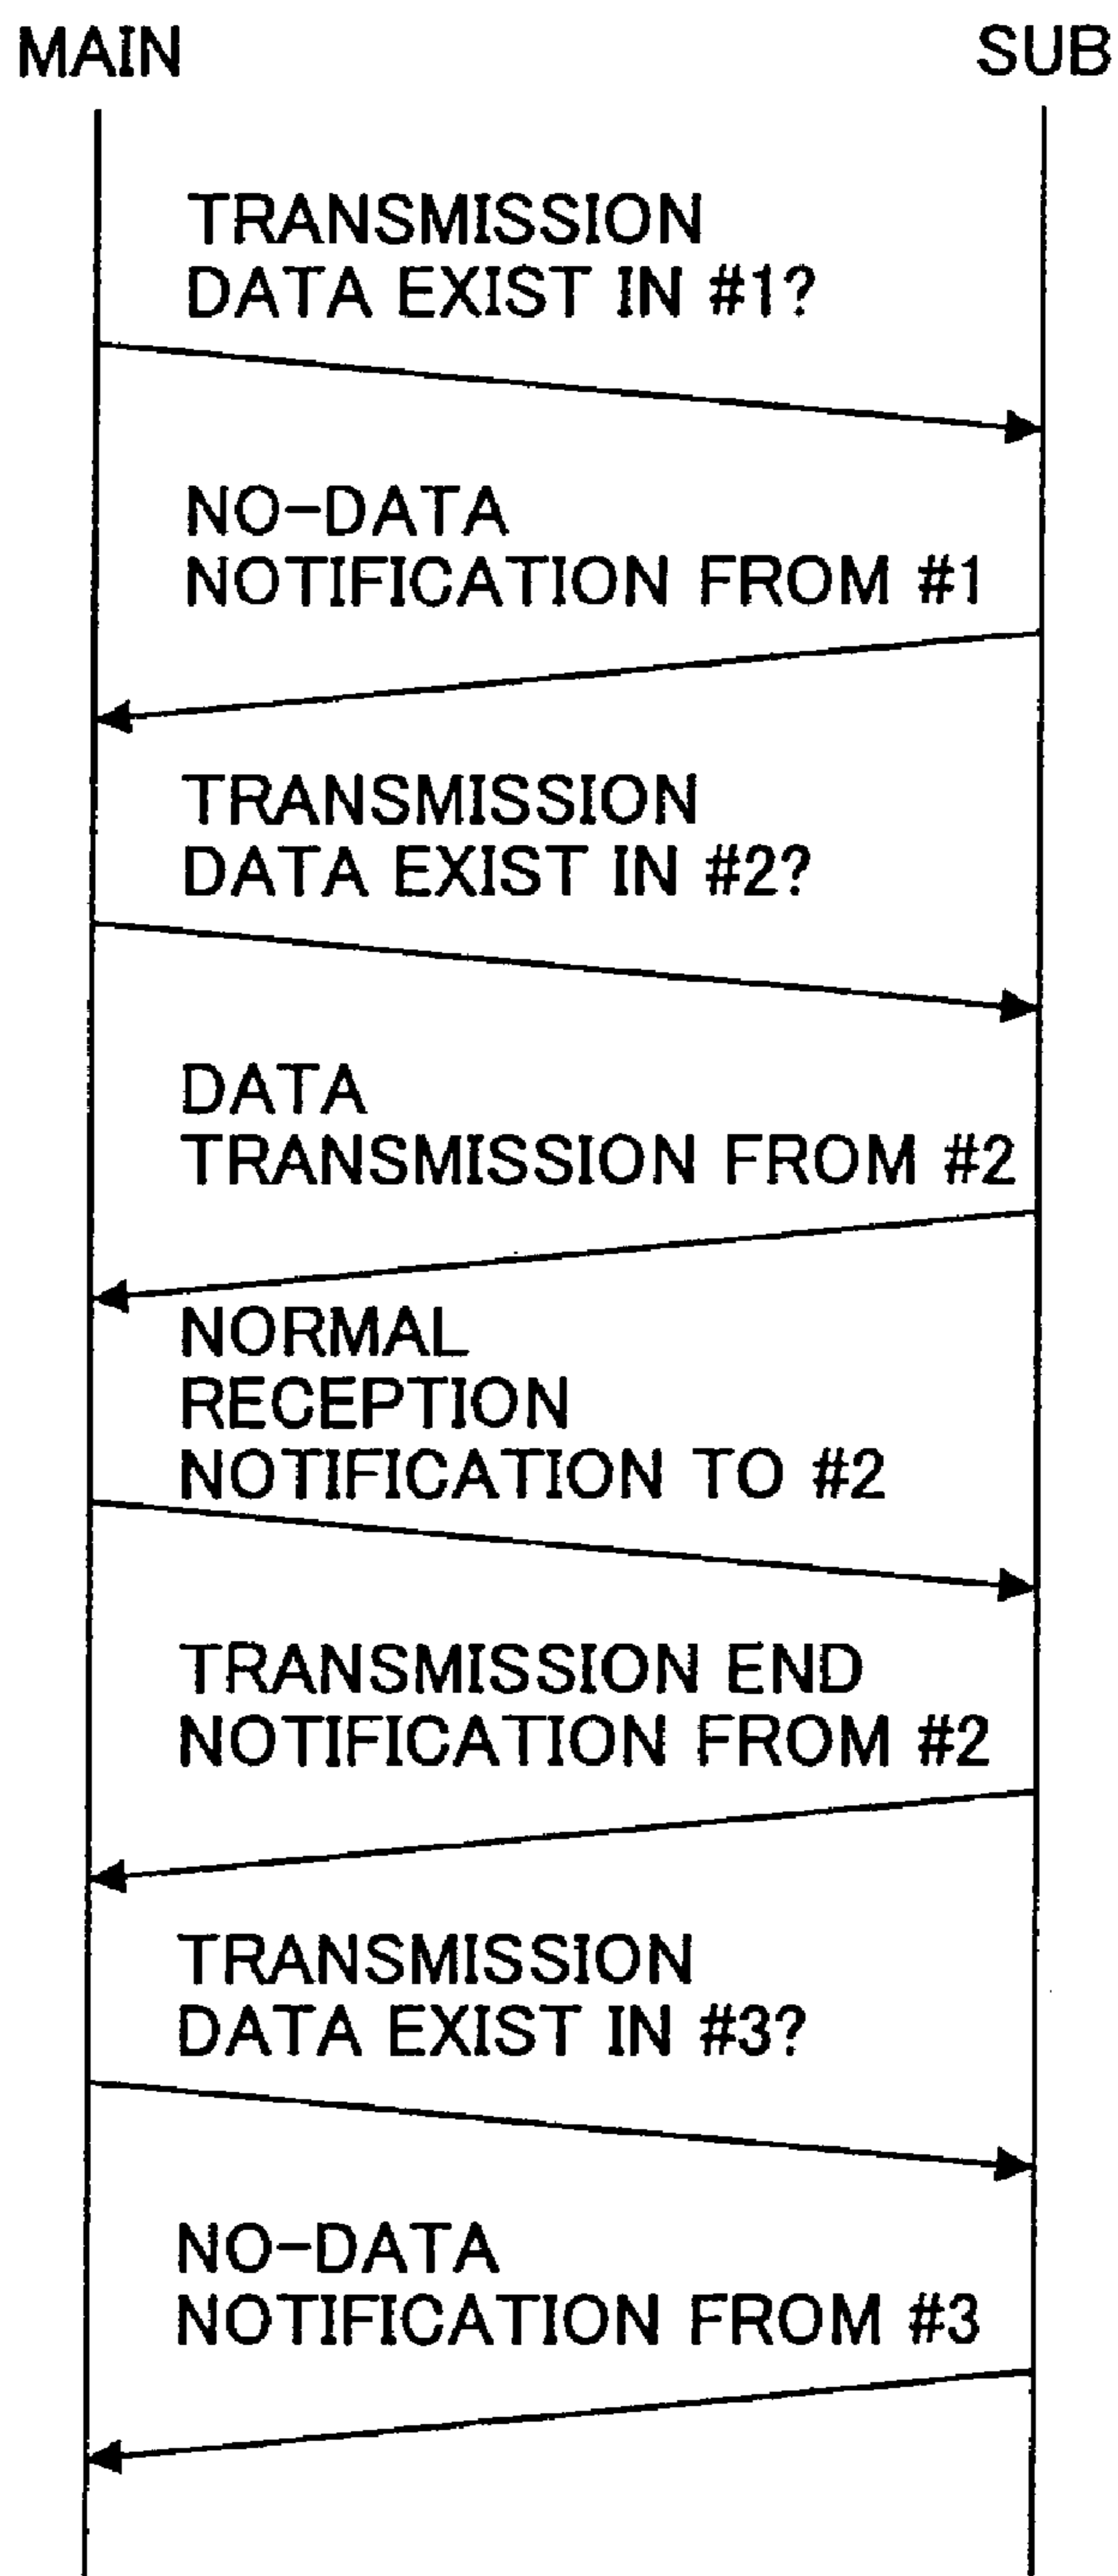 MAIN
SUB
TRANSMISSION
DATA EXIST IN #1?
NO-DATA
NOTIFICATION FROM #1
TRANSMISSION
DATA EXIST IN #2?
DATA
TRANSMISSION FROM #2
NORMAL
RECEPTION
NOTIFICATION TO #2
TRANSMISSION END
NOTIFICATION FROM #2
TRANSMISSION
DATA EXIST IN #3?
NO-DATA
NOTIFICATION FROM #3